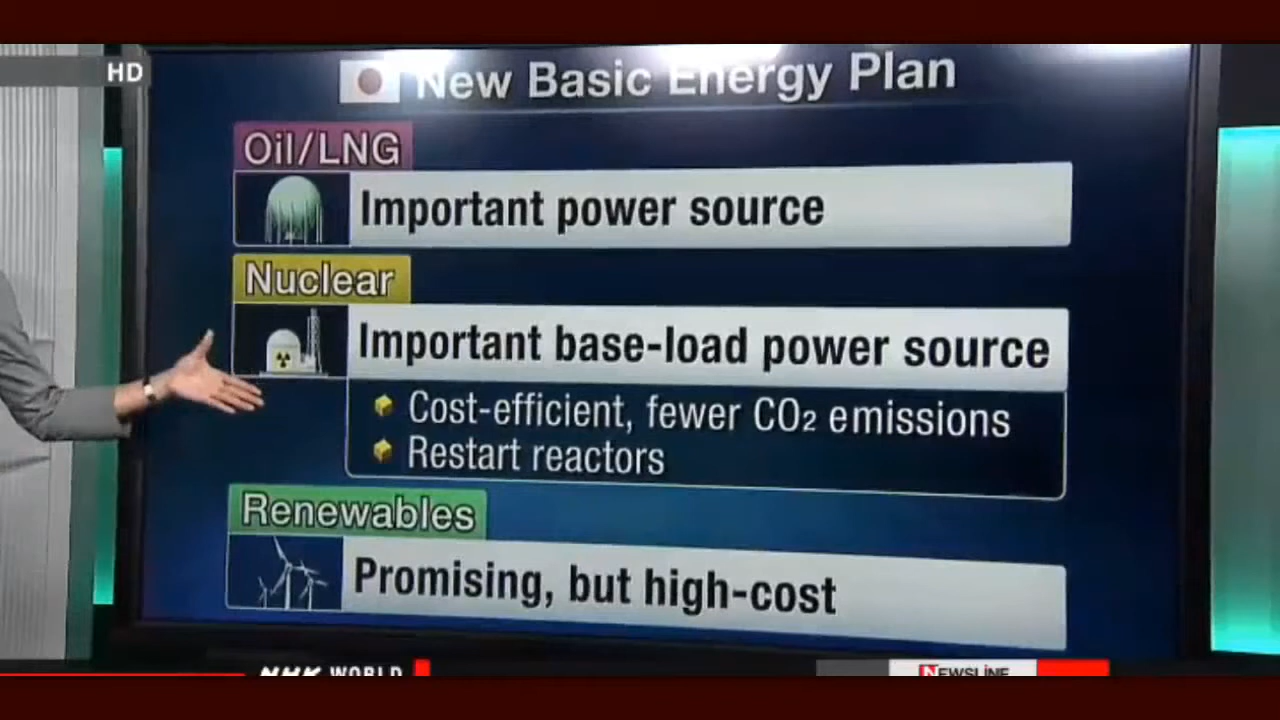 HD
New Basic Energy Plan
Oil/LNG
Important power source
Nuclear
Important base-load power source
Cost-efficient, fewer CO2 emissions
Restart reactors
Renewables
Promising, but high-cost
NHK WORLD
NEWSLINE